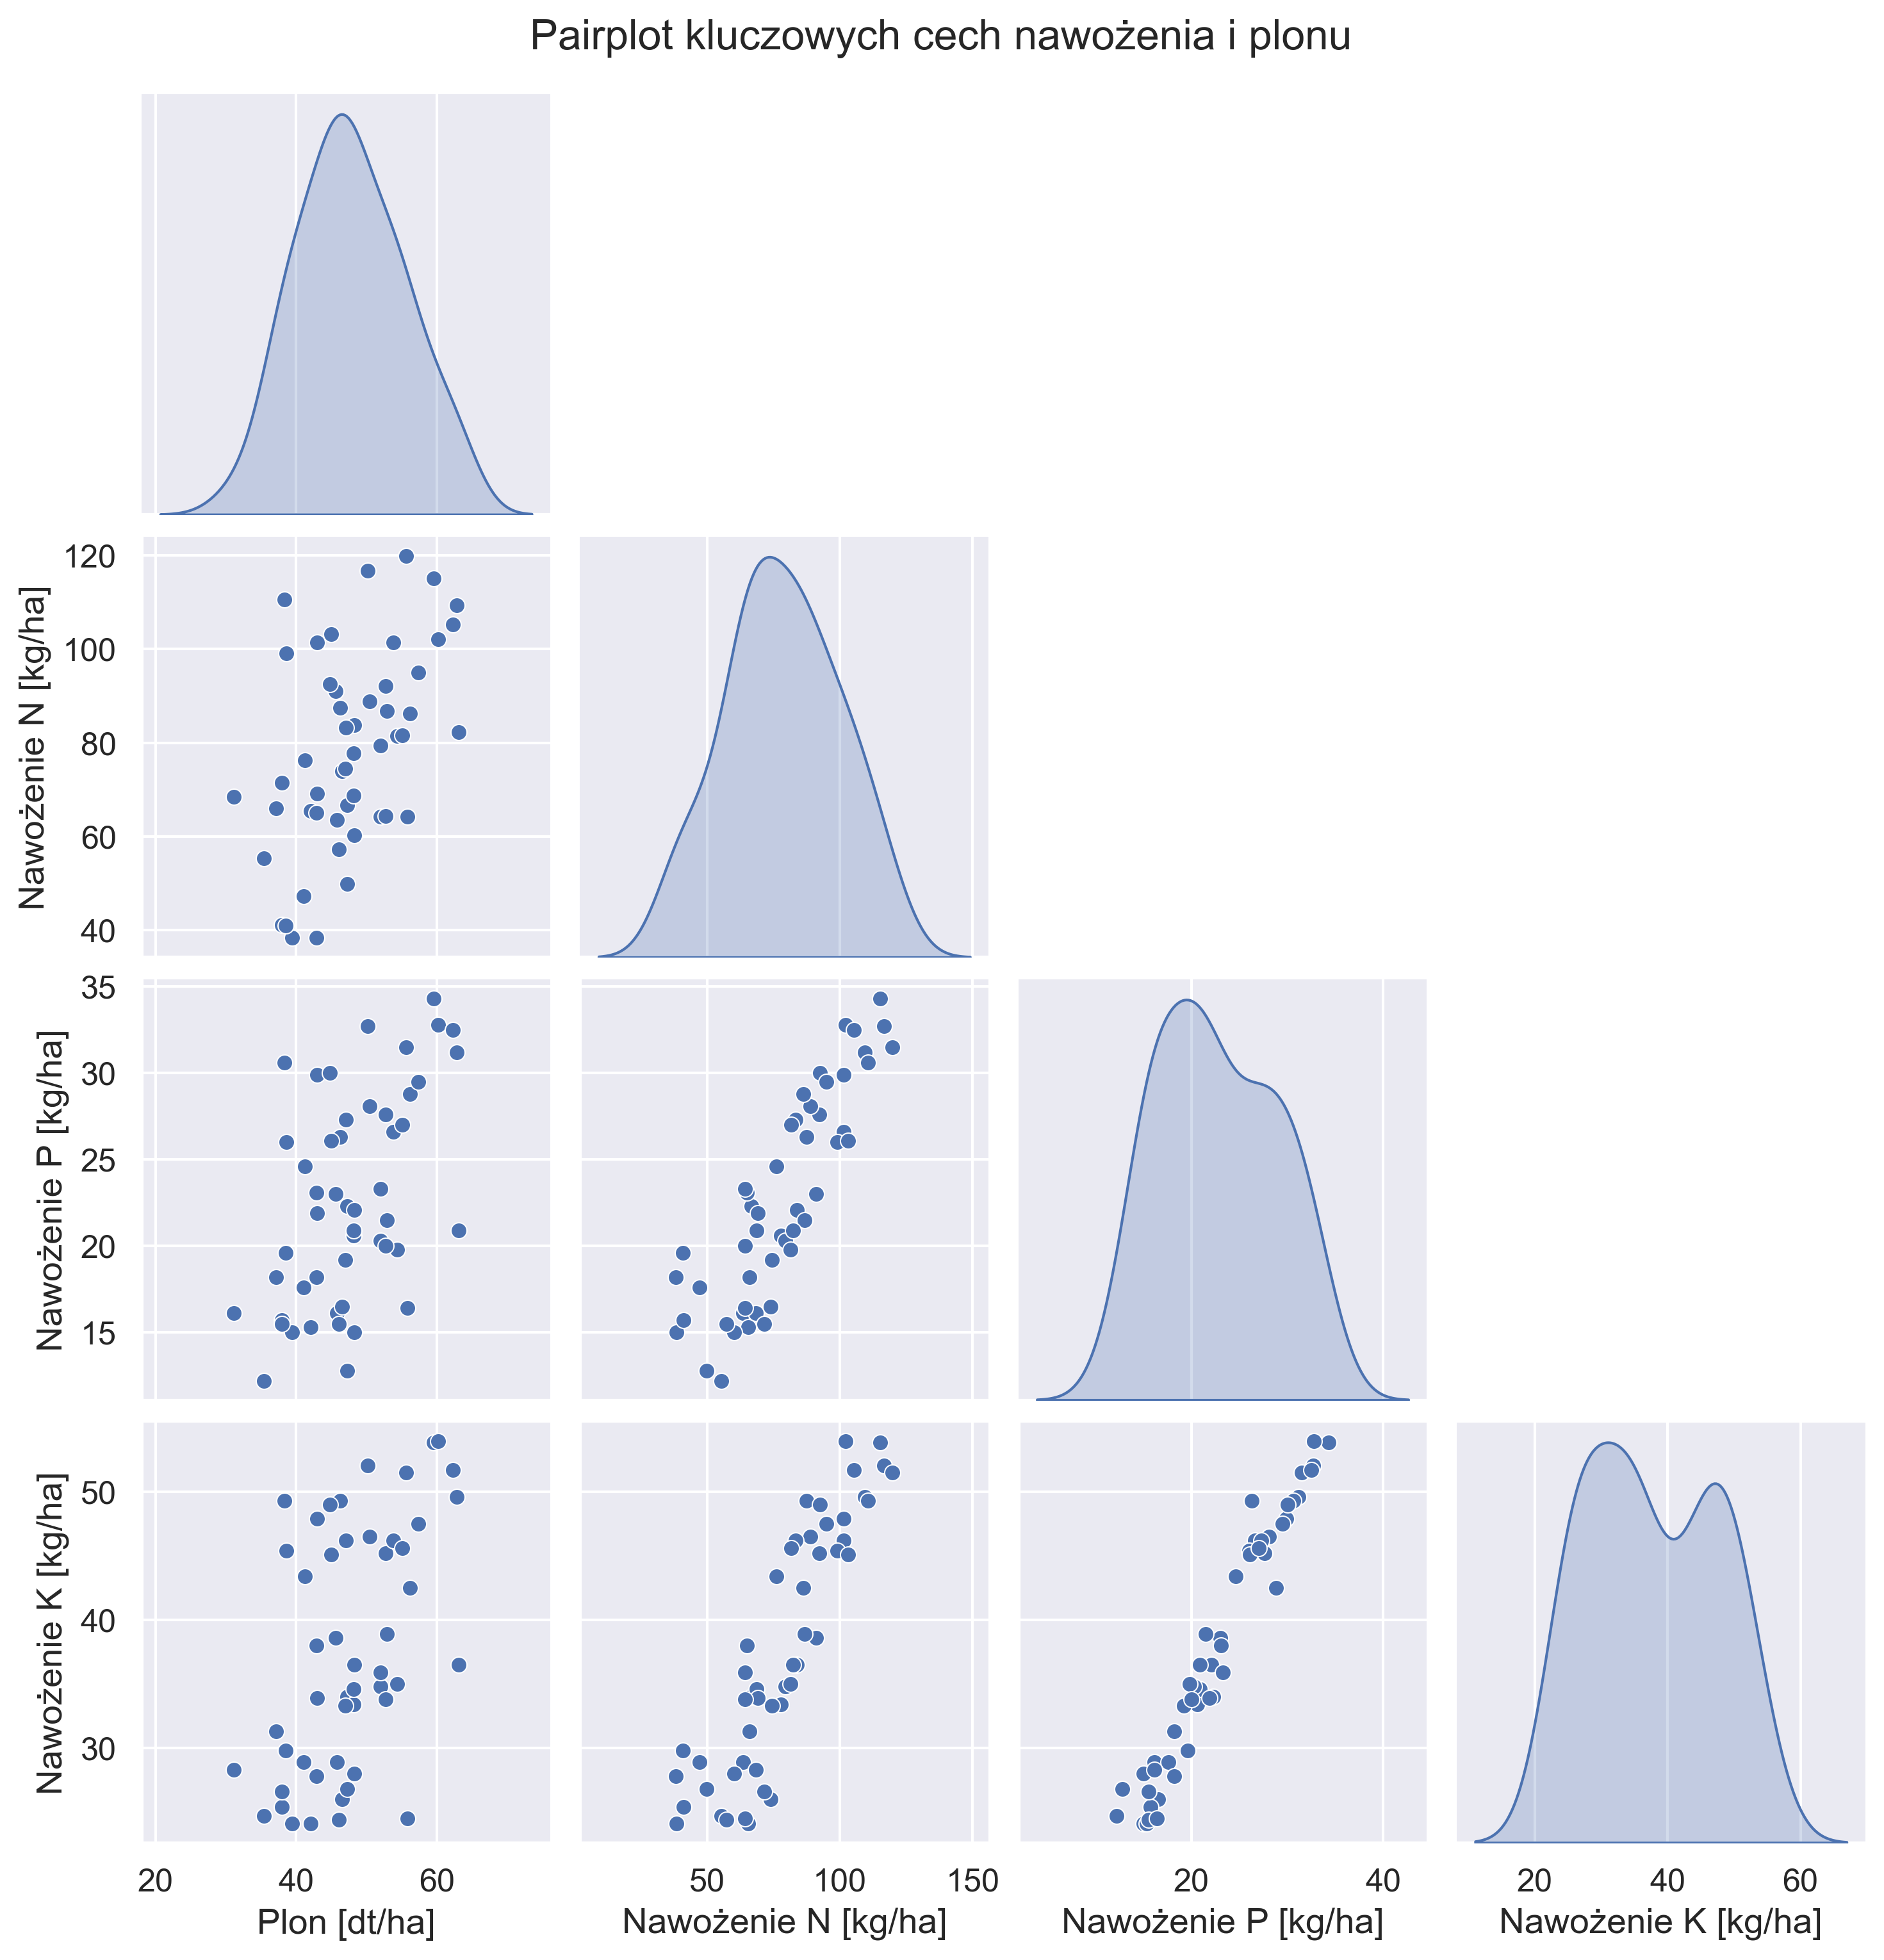 Pairplot kluczowych cech nawożenia i plonu
Nawożenie N [kg/ha]
120
100
80
60
40
Nawożenie P [kg/ha]
35
30
25
20
15
Nawożenie K [kg/ha]
50
40
30
20 40 60
50 100 150
20 40
20 40 60
Plon [dt/ha]
Nawożenie N [kg/ha]
Nawożenie P [kg/ha]
Nawożenie K [kg/ha]